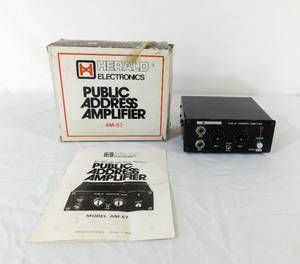 HERALD
ELECTRONICS
PUBLIC
ADDRESS
AMPLIFIER
AM-57
PUBLIC
ADDRESS
AMPLIFIER
MODEL AM-57